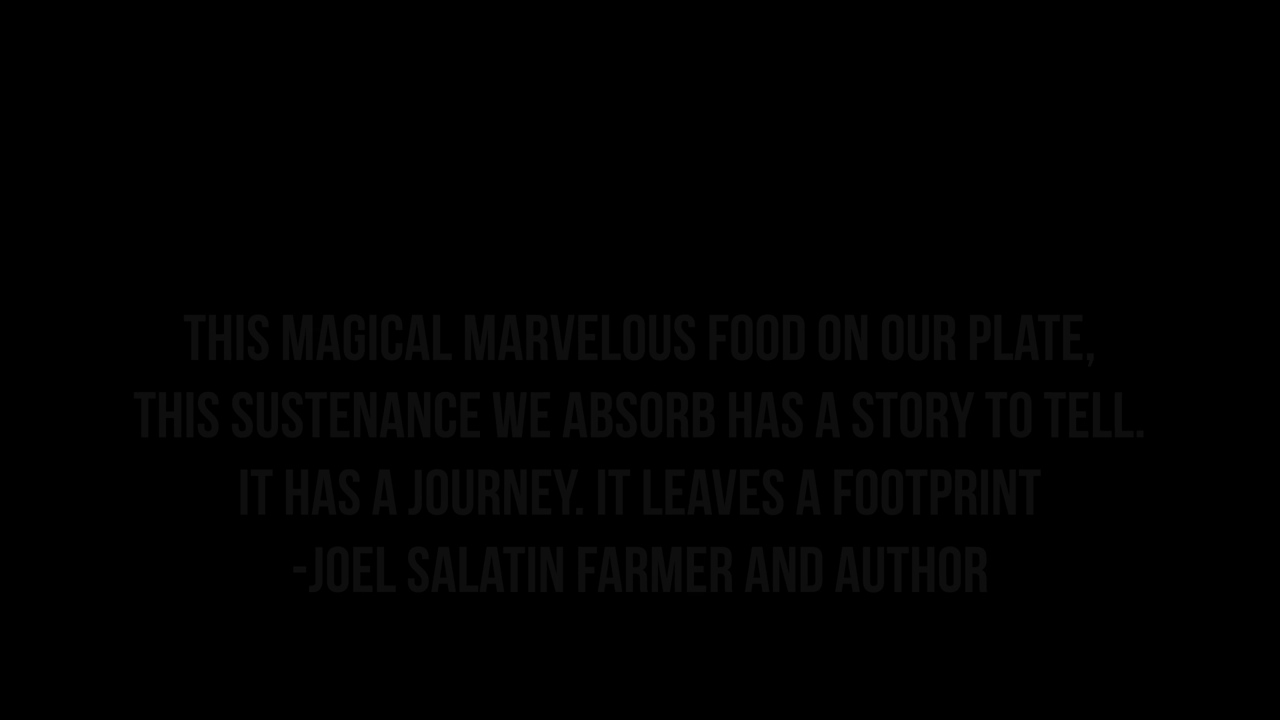 THIS MAGICAL MARVELOUS FOOD ON OUR PLATE,
THIS SUSTENANCE WE ABSORB HAS A STORY TO TELL.
IT HAS A JOURNEY. IT LEAVES A FOOTPRINT
-JOEL SALATIN FARMER AND AUTHOR